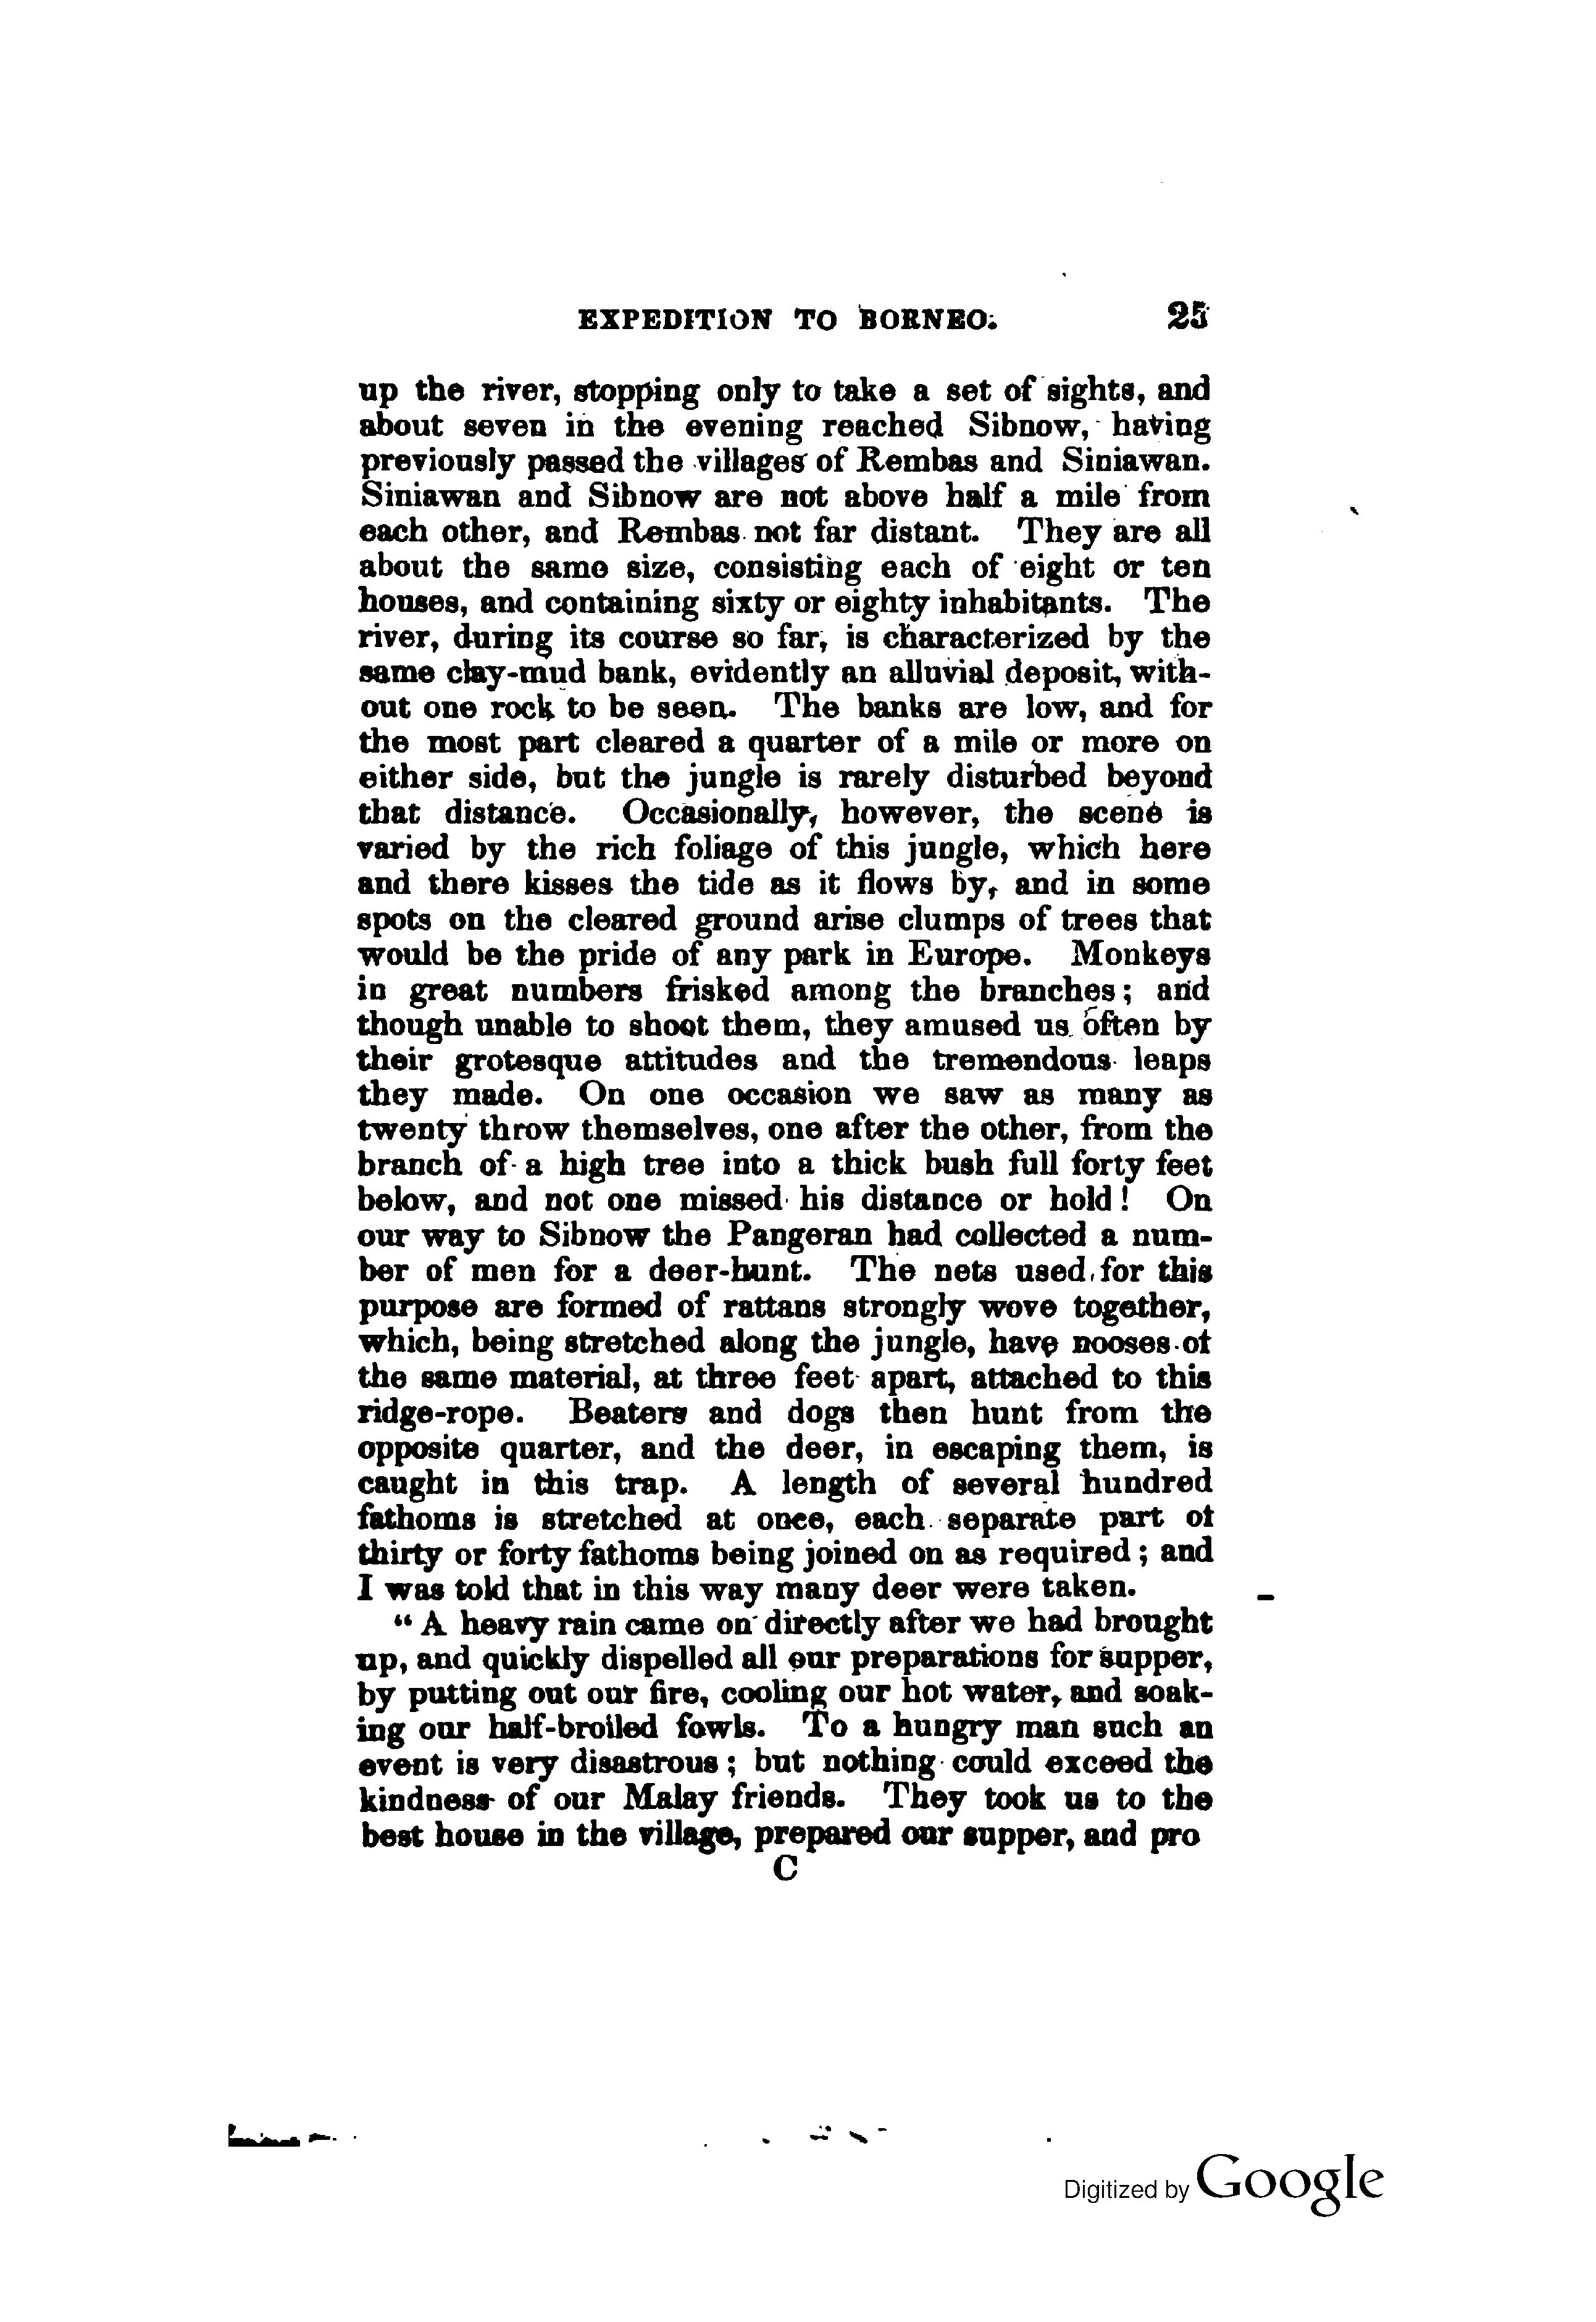 EXPEDITION TO BORNEO. 25
up the river, stopping only to take a set of sights, and
about seven in the evening reached Sibnow, having
previously passed the villages of Rembas and Siniawan.
Siniawan and Sibnow are not above half a mile from
each other, and Rembas not far distant. They are all
about the same size, consisting each of eight or ten
houses, and containing sixty or eighty inhabitants. The
river, during its course so far, is characterized by the
same clay-mud bank, evidently an alluvial deposit, with-
out one rock to be seen. The banks are low, and for
the most part cleared a quarter of a mile or more on
either side, but the jungle is rarely disturbed beyond
that distance. Occasionally, however, the scene is
varied by the rich foliage of this jungle, which here
and there kisses the tide as it flows by, and in some
spots on the cleared ground arise clumps of trees that
would be the pride of any park in Europe. Monkeys
in great numbers frisked among the branches; and
though unable to shoot them, they amused us often by
their grotesque attitudes and the tremendous leaps
they made. On one occasion we saw as many as
twenty throw themselves, one after the other, from the
branch of a high tree into a thick bush full forty feet
below, and not one missed his distance or hold! On
our way to Sibnow the Pangeran had collected a num-
ber of men for a deer-hunt. The nets used for this
purpose are formed of rattans strongly wove together,
which, being stretched along the jungle, have nooses of
the same material, at three feet apart, attached to this
ridge-rope. Beaters and dogs then hunt from the
opposite quarter, and the deer, in escaping them, is
caught in this trap. A length of several hundred
fathoms is stretched at once, each separate part of
thirty or forty fathoms being joined on as required; and
I was told that in this way many deer were taken.
"A heavy rain came on directly after we had brought
up, and quickly dispelled all our preparations for supper,
by putting out our fire, cooling our hot water, and soak-
ing our half-broiled fowls. To a hungry man such an
event is very disastrous; but nothing could exceed the
kindness of our Malay friends. They took us to the
best house in the village, prepared our supper, and pro
C
Digitized by Google